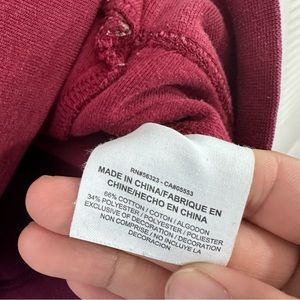 RN#56323 - CA#05553
MADE IN CHINA/FABRIQUE EN
CHINE/HECHO EN CHINA
66% COTTON / COTON / ALGODON
34% POLYESTER / POLYESTER / POLIESTER
EXCLUSIVE OF DECORATION
NON COMPRISE / NO INCLUYE LA
DECORACION